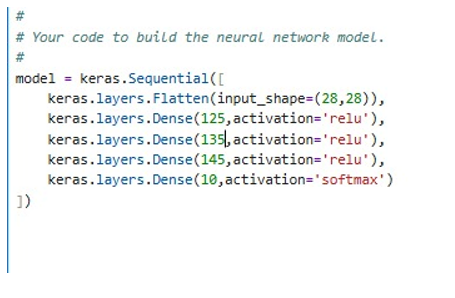 #
# Your code to build the neural network model.
#
model = keras.Sequential([
    keras.layers.Flatten(input_shape=(28,28)),
    keras.layers.Dense(125,activation='relu'),
    keras.layers.Dense(135,activation='relu'),
    keras.layers.Dense(145,activation='relu'),
    keras.layers.Dense(10,activation='softmax')
])